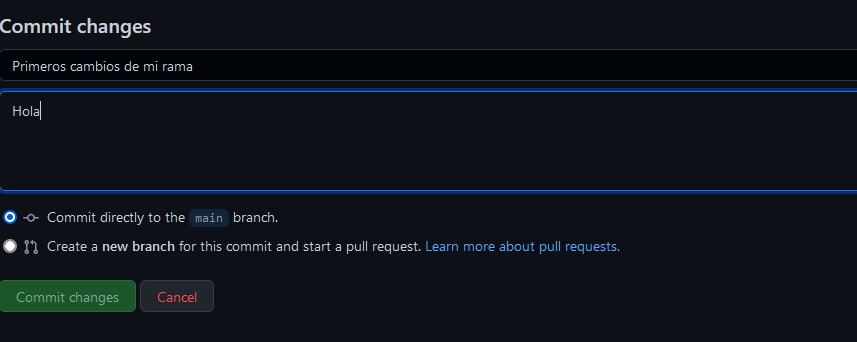 Commit changes
Primeros cambios de mi rama
Hola
Commit directly to the main branch.
Create a new branch for this commit and start a pull request. Learn more about pull requests.
Commit changes Cancel